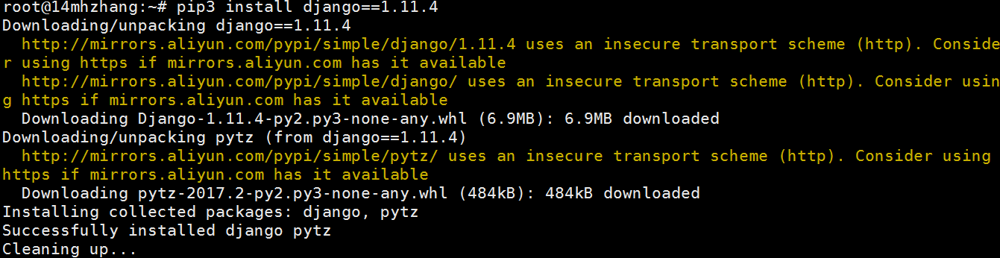 root@14mhzhang:~# pip3 install django==1.11.4
Downloading/unpacking django==1.11.4
  http://mirrors.aliyun.com/pypi/simple/django/1.11.4 uses an insecure transport scheme (http). Conside
r using https if mirrors.aliyun.com has it available
  http://mirrors.aliyun.com/pypi/simple/django/ uses an insecure transport scheme (http). Consider usin
g https if mirrors.aliyun.com has it available
  Downloading Django-1.11.4-py2.py3-none-any.whl (6.9MB): 6.9MB downloaded
Downloading/unpacking pytz (from django==1.11.4)
  http://mirrors.aliyun.com/pypi/simple/pytz/ uses an insecure transport scheme (http). Consider using
https if mirrors.aliyun.com has it available
  Downloading pytz-2017.2-py2.py3-none-any.whl (484kB): 484kB downloaded
Installing collected packages: django, pytz
Successfully installed django pytz
Cleaning up...